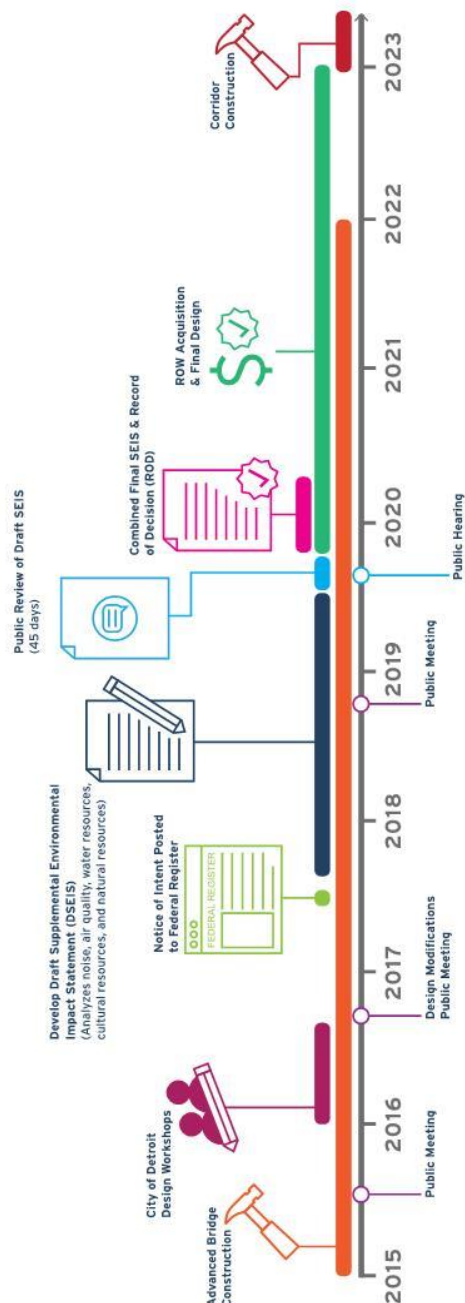 Advanced Bridge
Construction
City of Detroit
Design Workshops
Notice of Intent Posted
to Federal Register
FEDERAL REGISTER
Develop Draft Supplemental Environmental
Impact Statement (DSEIS)
(Analyzes noise, air quality, water resources,
cultural resources, and natural resources)
Public Review of Draft SEIS
(45 days)
Combined Final SEIS & Record
of Decision (ROD)
$
ROW Acquisition
& Final Design
Corridor
Construction
2015
2016
2017
2018
2019
2020
2021
2022
2023
Public Meeting
Design Modifications
Public Meeting
Public Meeting
Public Hearing